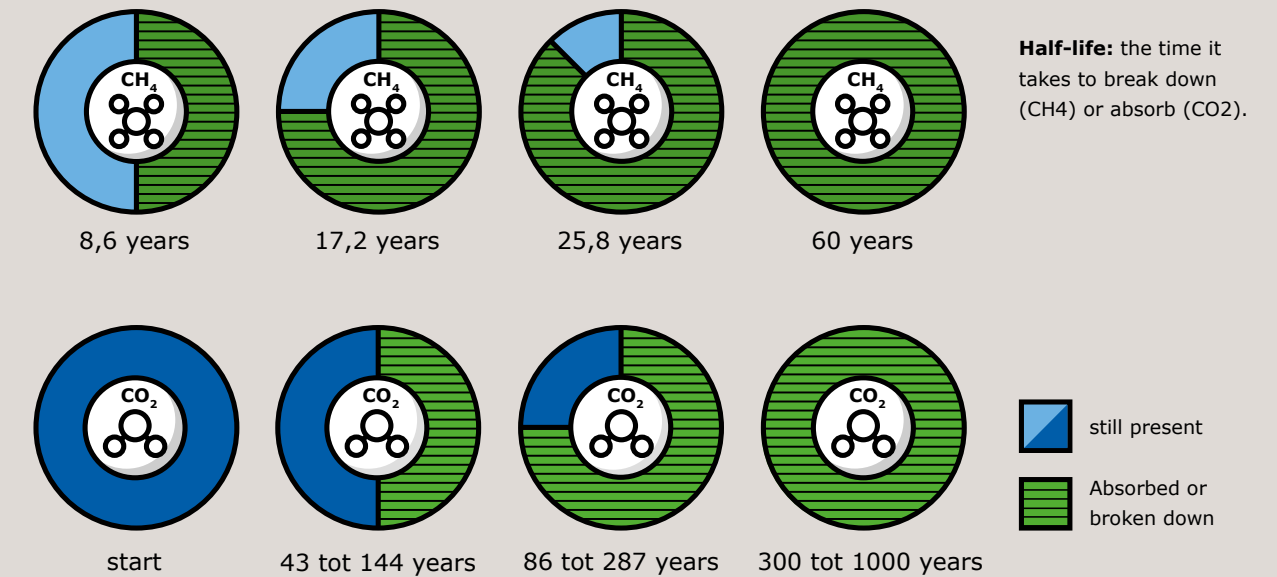 CH4
CH4
CH4
CH4
8,6 years
17,2 years
25,8 years
60 years
Half-life: the time it
takes to break down
(CH4) or absorb (CO2).
CO2
CO2
CO2
CO2
start
43 tot 144 years
86 tot 287 years
300 tot 1000 years
still present
Absorbed or
broken down